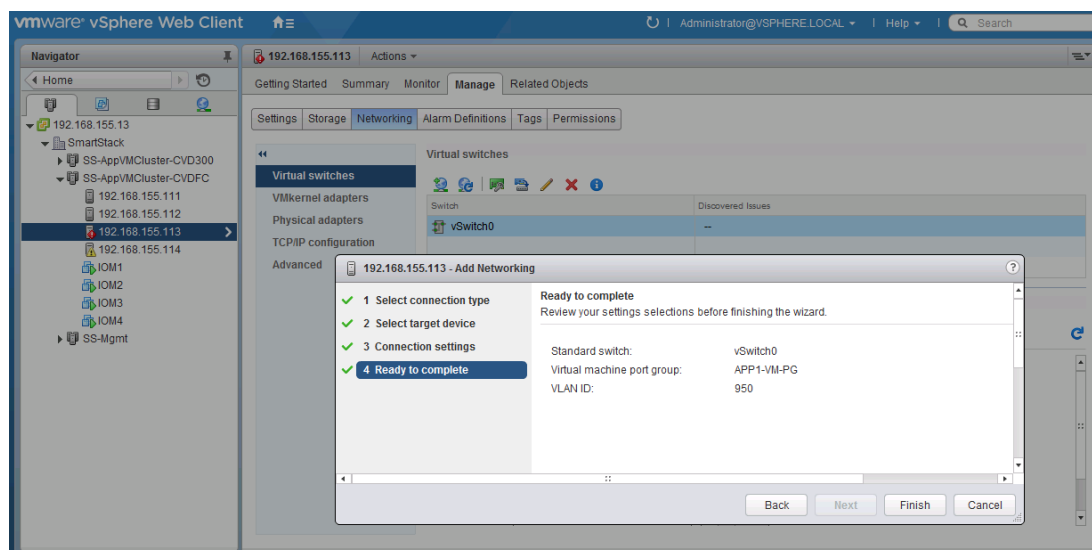 vmware® vSphere Web Client
Administrator@VSPHERE.LOCAL
Help
Search
Navigator
Home
192.168.155.13
SmartStack
SS-AppVMCluster-CVD300
SS-AppVMCluster-CVDFC
192.168.155.111
192.168.155.112
192.168.155.113
192.168.155.114
IOM1
IOM2
IOM3
IOM4
SS-Mgmt
192.168.155.113 Actions
Getting Started Summary Monitor Manage Related Objects
Settings Storage Networking Alarm Definitions Tags Permissions
Virtual switches
VMkernel adapters
Physical adapters
TCP/IP configuration
Advanced
Virtual switches
Switch Discovered Issues
vSwitch0 --
192.168.155.113 - Add Networking
1 Select connection type
2 Select target device
3 Connection settings
4 Ready to complete
Ready to complete
Review your settings selections before finishing the wizard.
Standard switch: vSwitch0
Virtual machine port group: APP1-VM-PG
VLAN ID: 950
Back Next Finish Cancel